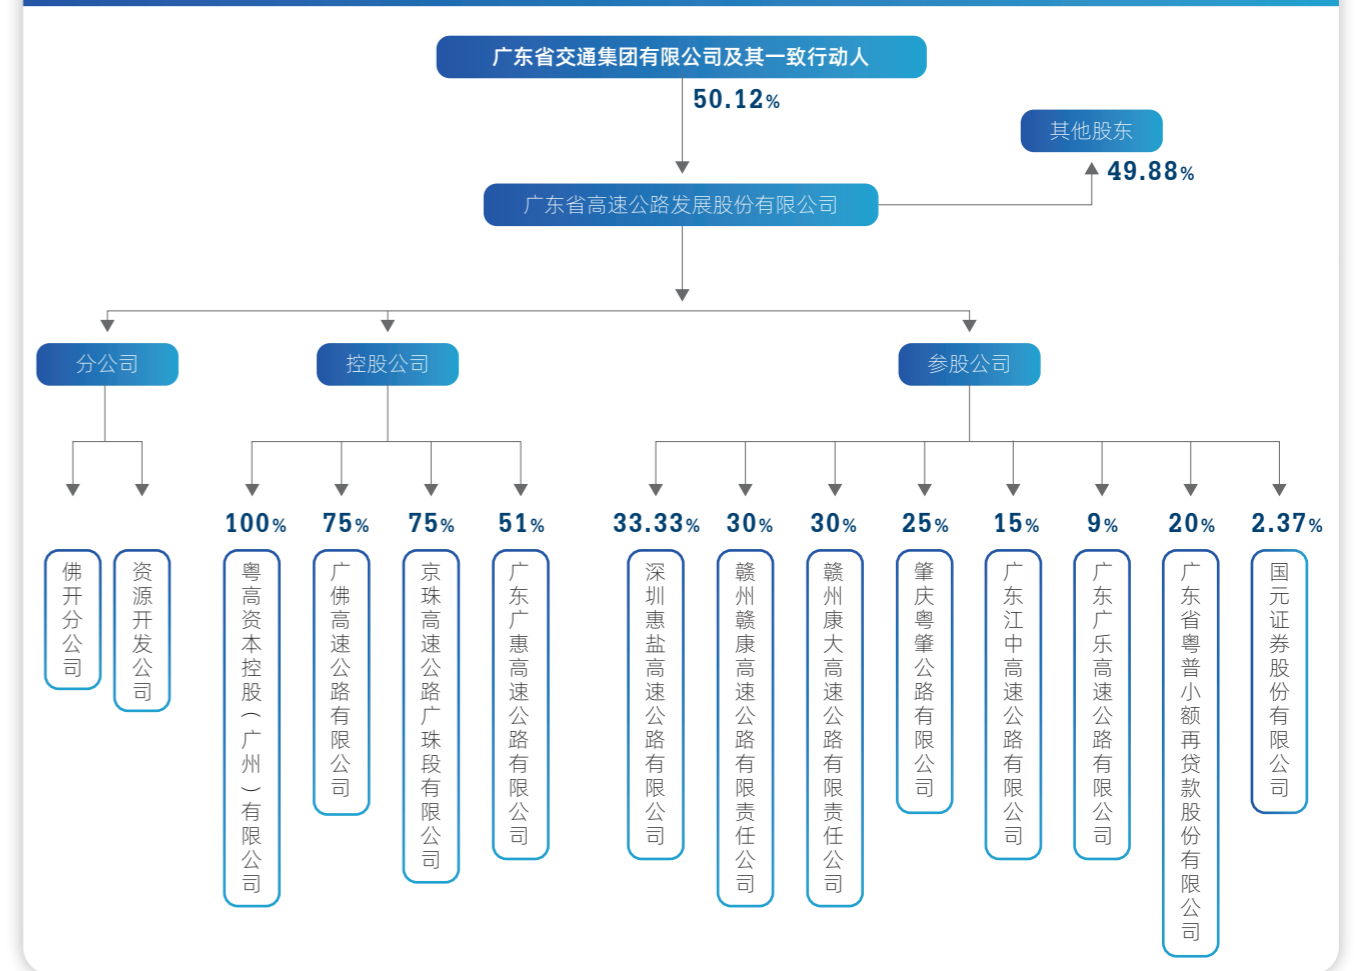 广东省交通集团有限公司及其一致行动人
50.12%
其他股东
49.88%
广东省高速公路发展股份有限公司
分公司
控股公司
参股公司
100%
75%
75%
51%
33.33%
30%
30%
25%
15%
9%
20%
2.37%
佛开分公司
资源开发公司
粤高资本控股（广州）有限公司
广佛高速公路有限公司
京珠高速公路广珠段有限公司
广东广惠高速公路有限公司
深圳惠盐高速公路有限公司
赣州赣康高速公路有限责任公司
赣州康大高速公路有限责任公司
肇庆粤肇公路有限公司
广东江中高速公路有限公司
广东广乐高速公路有限公司
广东省粤普小额再贷款股份有限公司
国元证券股份有限公司